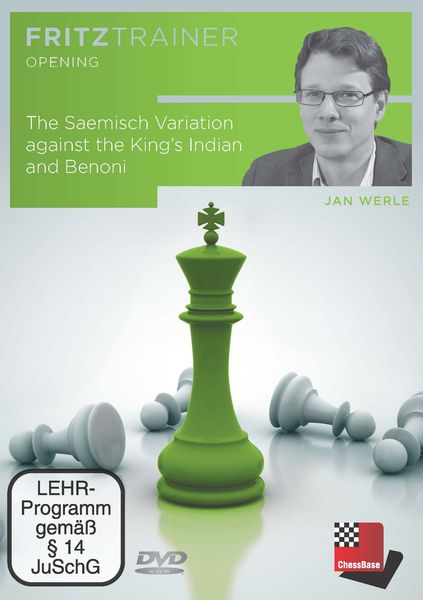 FRITZTRAINER
OPENING
The Saemisch Variation
against the King's Indian
and Benoni
JAN WERLE
LEHR-
Programm
gemäß
§ 14
JuSchG
DVD
ROM
ChessBase